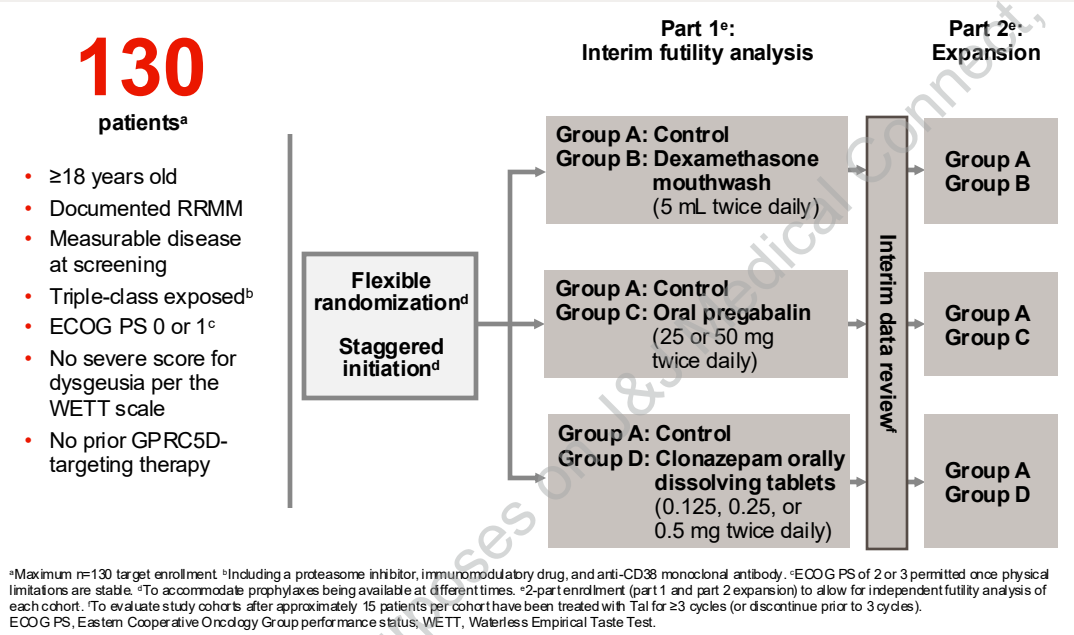 130
patientsᵃ
• ≥18 years old
• Documented RRMM
• Measurable disease
at screening
• Triple-class exposedᵇ
• ECOG PS 0 or 1ᶜ
• No severe score for
dysgeusia per the
WETT scale
• No prior GPRC5D-
targeting therapy
Flexible
randomizationᵈ
Staggered
initiationᵈ
Part 1ᵉ:
Interim futility analysis
Group A: Control
Group B: Dexamethasone
mouthwash
(5 mL twice daily)
Group A: Control
Group C: Oral pregabalin
(25 or 50 mg
twice daily)
Group A: Control
Group D: Clonazepam orally
dissolving tablets
(0.125, 0.25, or
0.5 mg twice daily)
Interim data reviewᶠ
Part 2ᵉ:
Expansion
Group A
Group B
Group A
Group C
Group A
Group D
ᵃMaximum n=130 target enrollment. ᵇIncluding a proteasome inhibitor, immunomodulatory drug, and anti-CD38 monoclonal antibody. ᶜECOG PS of 2 or 3 permitted once physical
limitations are stable. ᵈTo accommodate prophylaxes being available at different times. ᵉ2-part enrollment (part 1 and part 2 expansion) to allow for independent futility analysis of
each cohort. ᶠTo evaluate study cohorts after approximately 15 patients per cohort have been treated with Tal for ≥3 cycles (or discontinue prior to 3 cycles).
ECOG PS, Eastern Cooperative Oncology Group performance status; WETT, Waterless Empirical Taste Test.
on J&J Medical Connect,